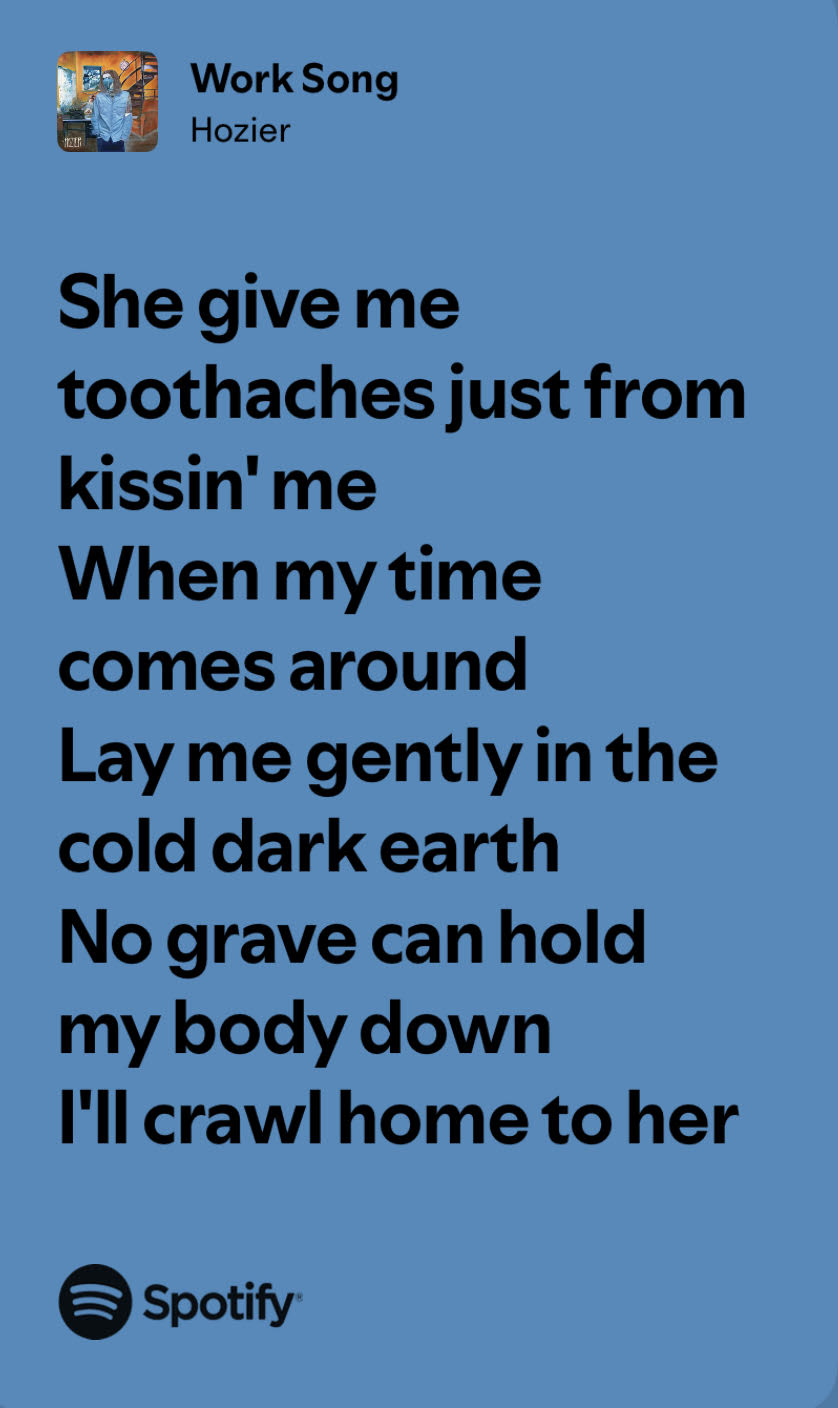 Work Song
Hozier
She give me
toothaches just from
kissin' me
When my time
comes around
Lay me gently in the
cold dark earth
No grave can hold
my body down
I'll crawl home to her
Spotify®